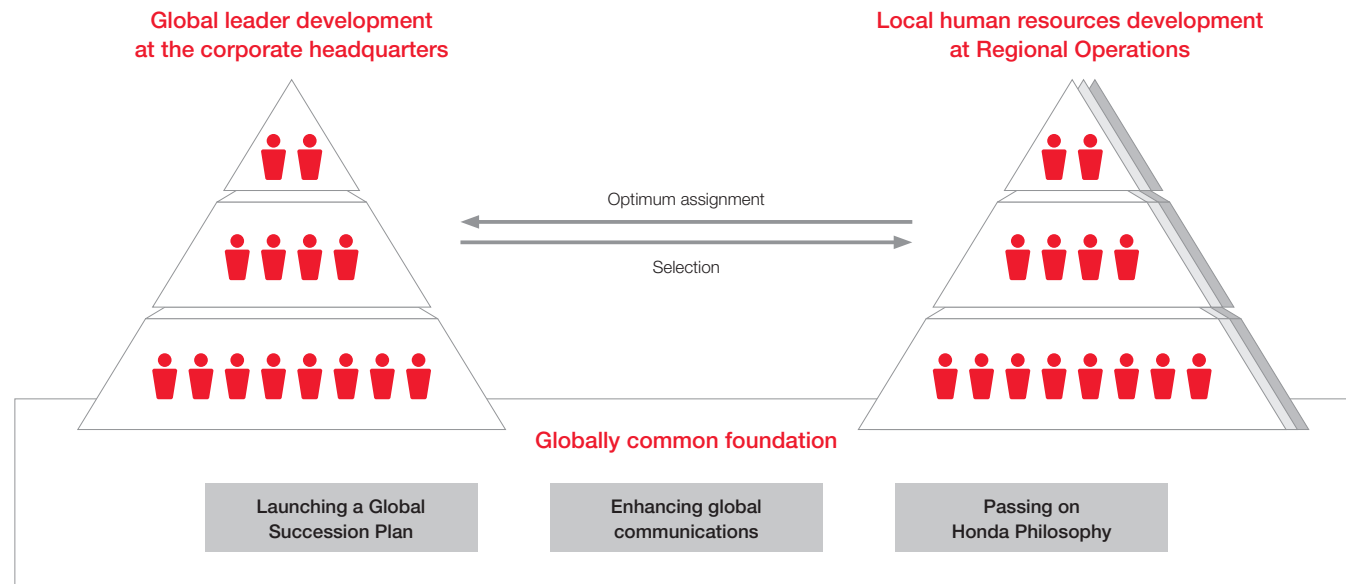 Global leader development
at the corporate headquarters
Local human resources development
at Regional Operations
Optimum assignment
Selection
Globally common foundation
Launching a Global
Succession Plan
Enhancing global
communications
Passing on
Honda Philosophy